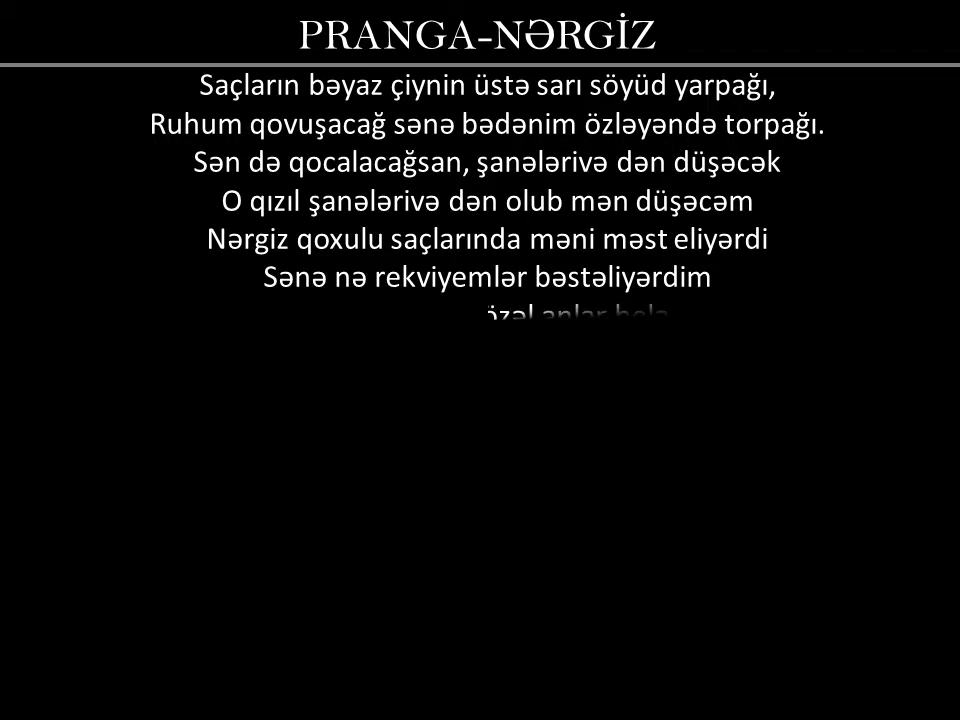 PRANGA-NƏRGİZ
Saçların bəyaz çiynin üstə sarı söyüd yarpağı,
Ruhum qovuşacağ sənə bədənim özləyəndə torpağı.
Sən də qocalacağsan, şanələrivə dən düşəcək
O qızıl şanələrivə dən olub mən düşəcəm
Nərgiz qoxulu saçlarında məni məst eliyərdi
Sənə nə rekviyemlər bəstəliyərdim
anlar